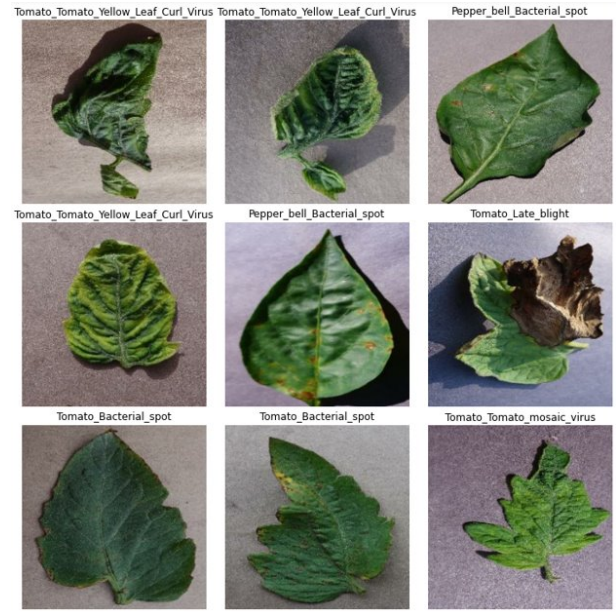 Tomato_Tomato_Yellow_Leaf_Curl_Virus Tomato_Tomato_Yellow_Leaf_Curl_Virus Pepper_bell_Bacterial_spot
Tomato_Tomato_Yellow_Leaf_Curl_Virus Pepper_bell_Bacterial_spot Tomato_Late_blight
Tomato_Bacterial_spot Tomato_Bacterial_spot Tomato_Tomato_mosaic_virus